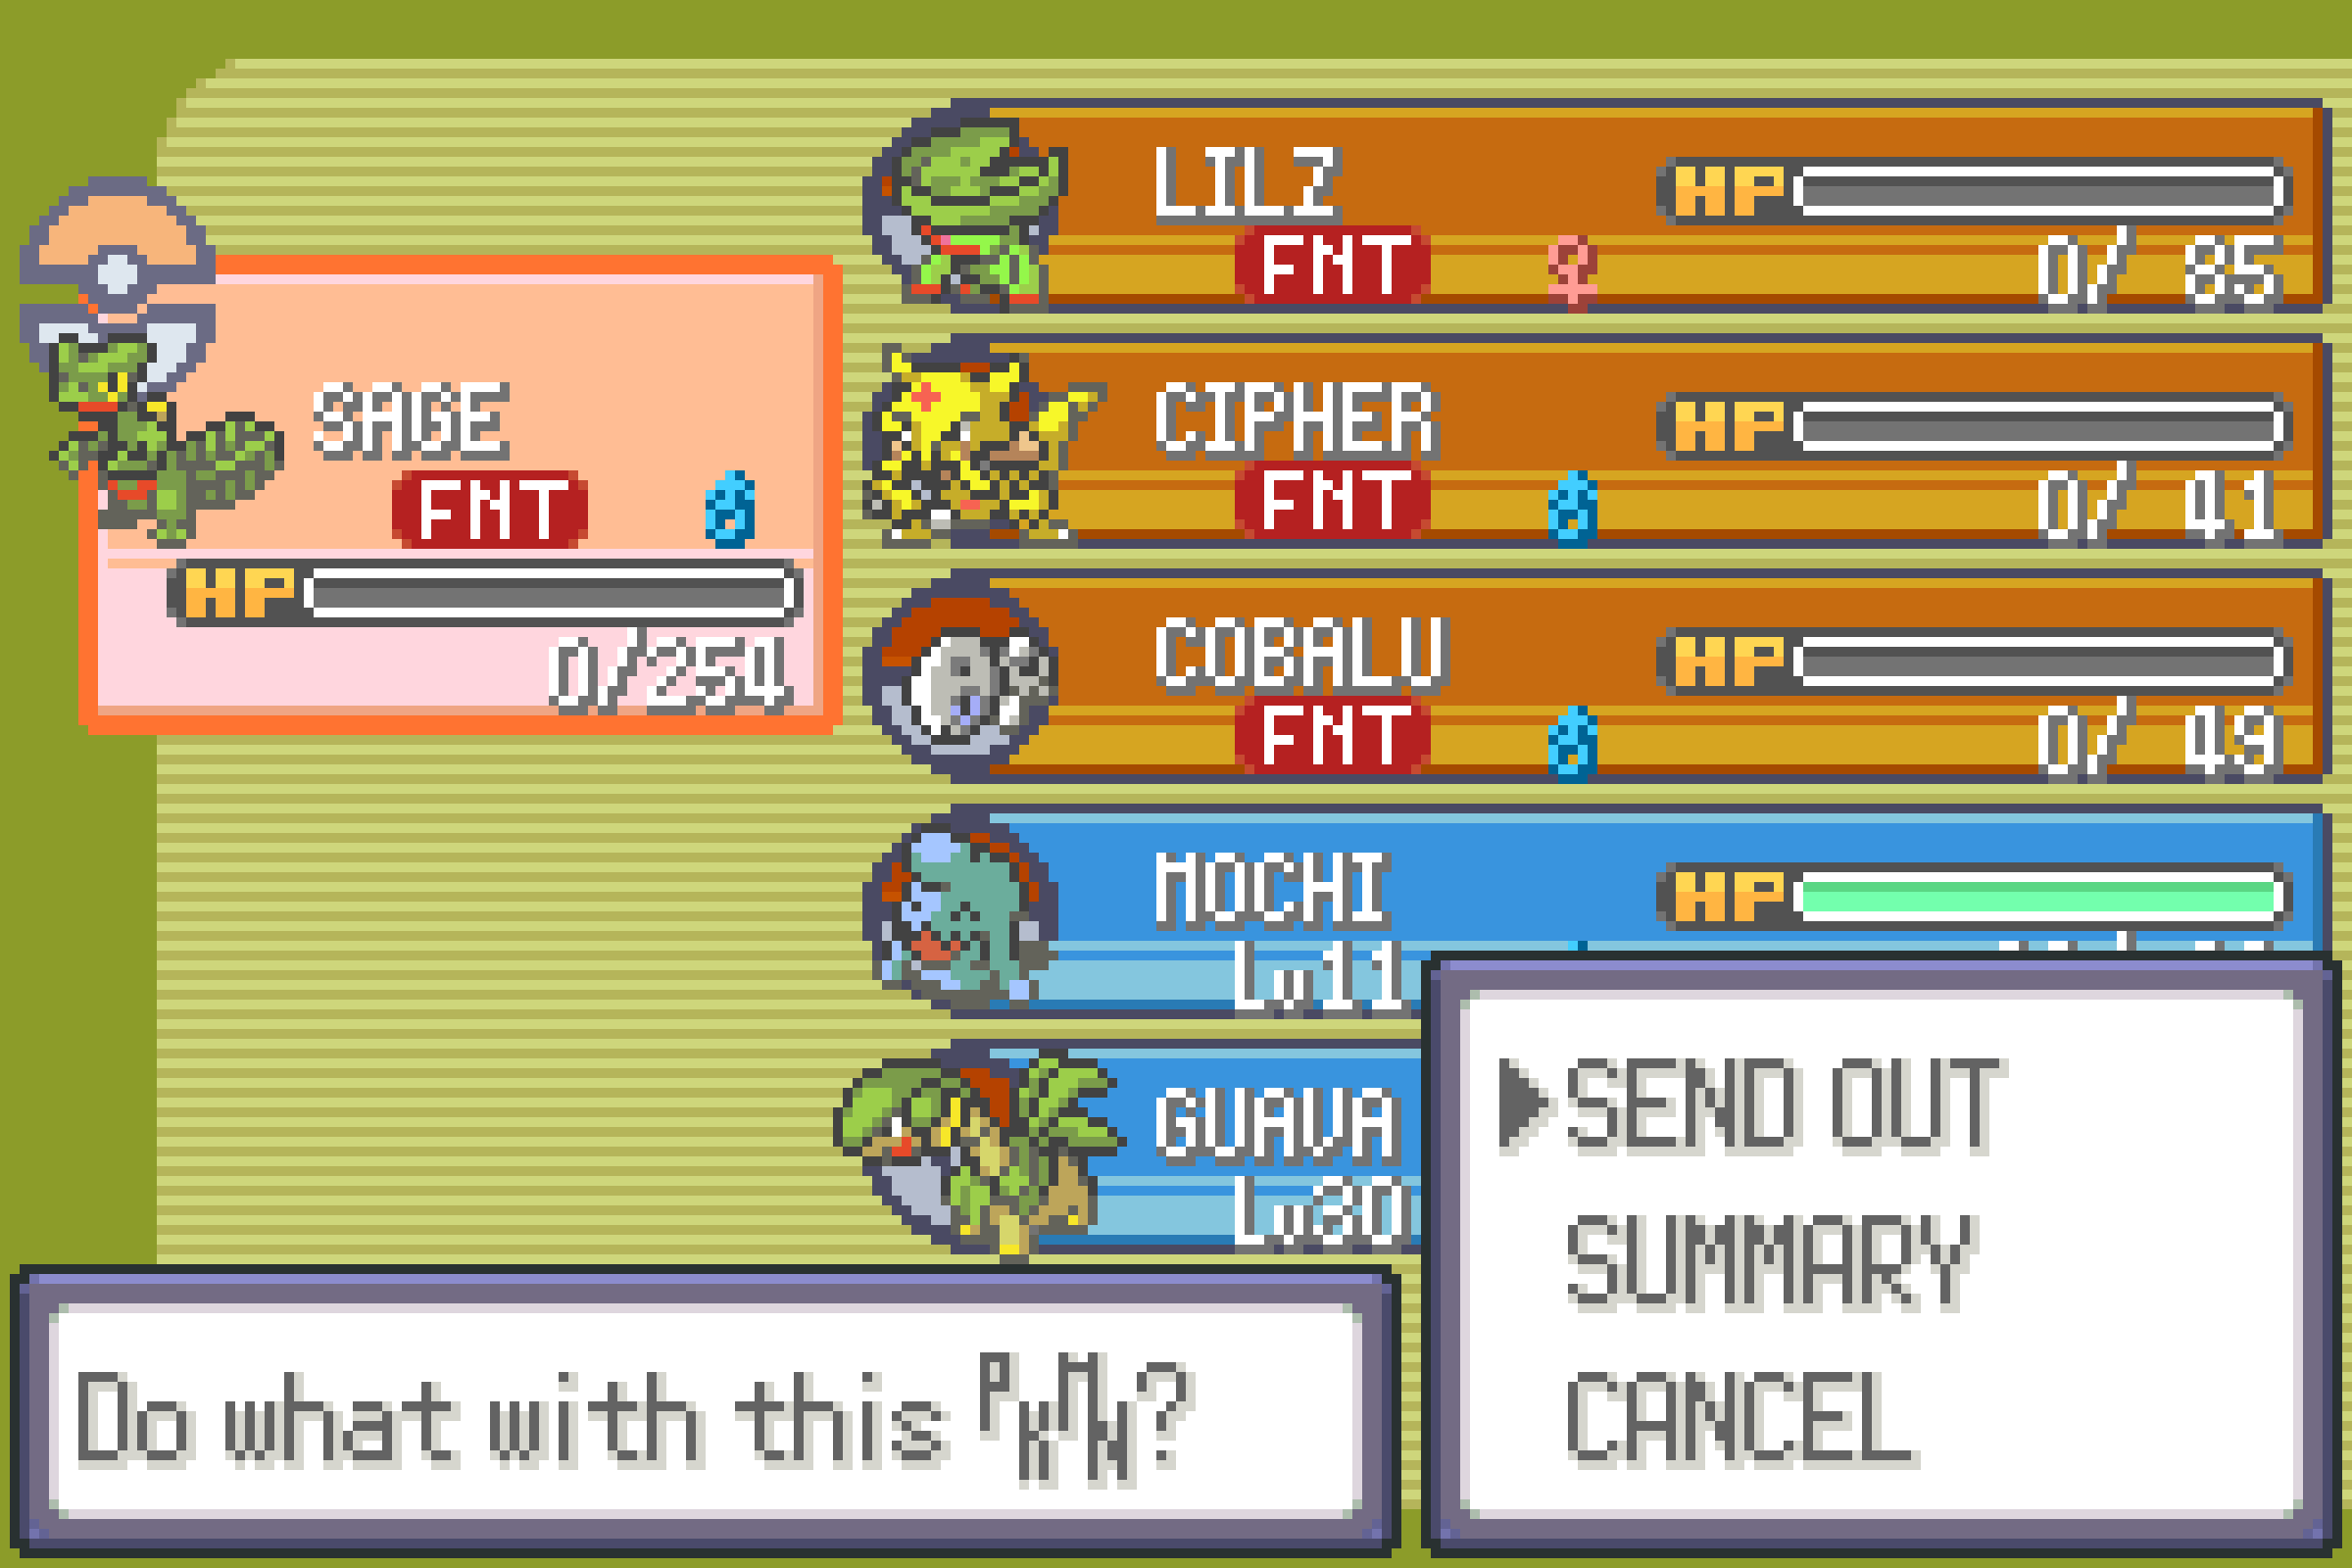 SAGE
FNT ♂
HP
0/254
LILZ
HP
FNT ♀ 0/ 85
CIPHER
HP
FNT ♂ 0/ 41
COBALU
HP
FNT ♂ 0/ 49
MOCHI
HP
Lv11
GUAVA
Do what with this PKMN?
SEND OUT
SUMMARY
CANCEL